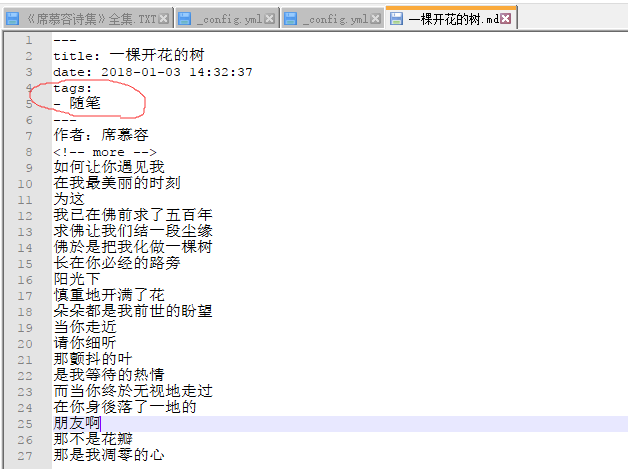 《席慕容诗集》全集.TXT _config.yml _config.yml 一棵开花的树.md
1 ---
2 title: 一棵开花的树
3 date: 2018-01-03 14:32:37
4 tags:
5 - 随笔
6 ---
7 作者：席慕容
8 <!-- more -->
9 如何让你遇见我
10 在我最美丽的时刻
11 为这
12 我已在佛前求了五百年
13 求佛让我们结一段尘缘
14 佛於是把我化做一棵树
15 长在你必经的路旁
16 阳光下
17 慎重地开满了花
18 朵朵都是我前世的盼望
19 当你走近
20 请你细听
21 那颤抖的叶
22 是我等待的热情
23 而当你终於无视地走过
24 在你身後落了一地的
25 朋友啊
26 那不是花瓣
27 那是我凋零的心